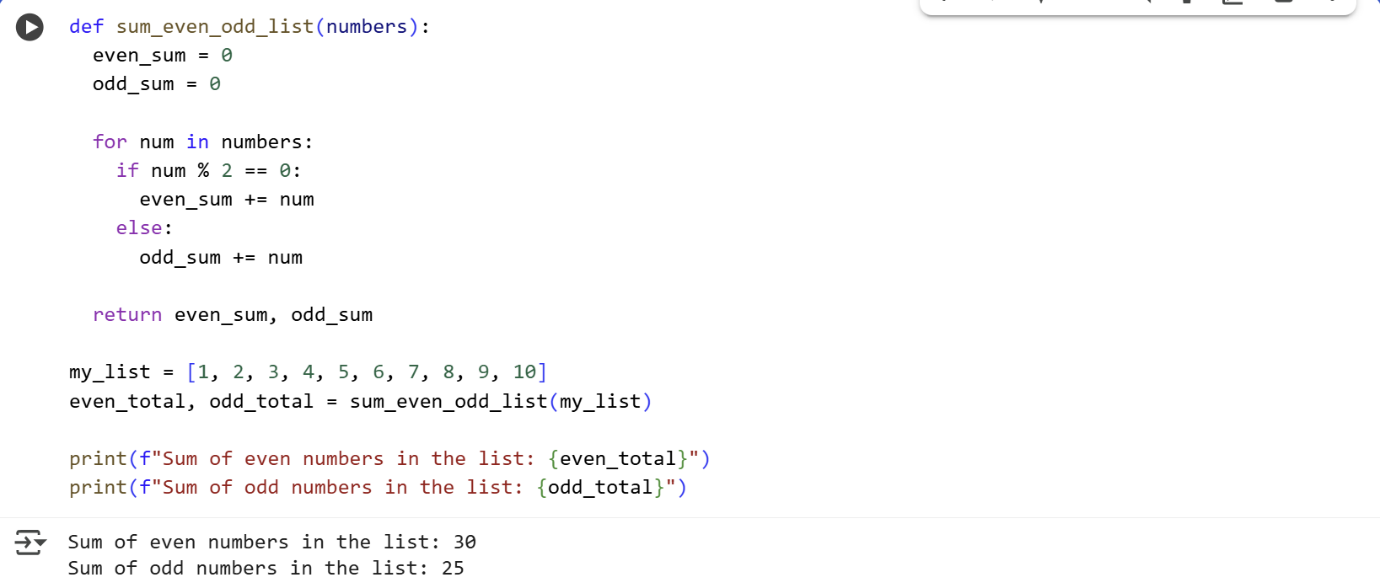 def sum_even_odd_list(numbers):
  even_sum = 0
  odd_sum = 0

  for num in numbers:
    if num % 2 == 0:
      even_sum += num
    else:
      odd_sum += num

  return even_sum, odd_sum

my_list = [1, 2, 3, 4, 5, 6, 7, 8, 9, 10]
even_total, odd_total = sum_even_odd_list(my_list)

print(f"Sum of even numbers in the list: {even_total}")
print(f"Sum of odd numbers in the list: {odd_total}")
Sum of even numbers in the list: 30
Sum of odd numbers in the list: 25